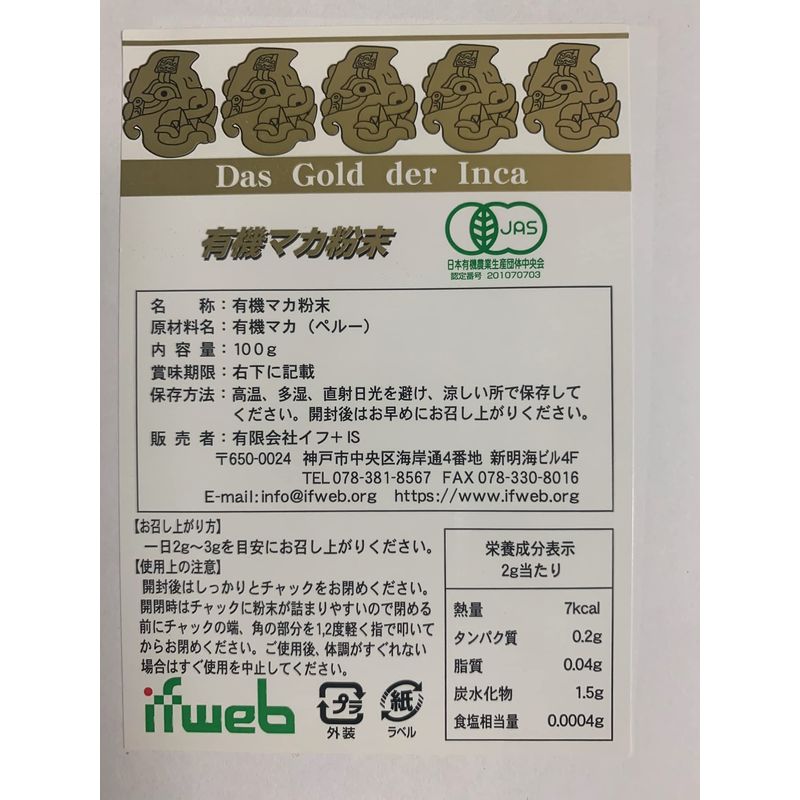 Das Gold der Inca
有機マカ粉末
JAS
日本有機農業生産団体中央会
認定番号 201070703
名　　称：有機マカ粉末
原材料名：有機マカ（ペルー）
内 容 量：100g
賞味期限：右下に記載
保存方法：高温、多湿、直射日光を避け、涼しい所で保存して
ください。開封後はお早めにお召し上がりください。
販 売 者：有限会社イフ+IS
〒650-0024 神戸市中央区海岸通4番地 新明海ビル4F
TEL078-381-8567 FAX 078-330-8016
E-mail:info@ifweb.org https://www.ifweb.org
【お召し上がり方】
一日2g〜3gを目安にお召し上がりください。
【使用上の注意】
開封後はしっかりとチャックをお閉めください。
開閉時はチャックに粉末が詰まりやすいので閉める
前にチャックの端、角の部分を1,2度軽く指で叩いて
からお閉めください。ご使用後、体調がすぐれない
場合はすぐ使用を中止してください。
栄養成分表示
2g当たり
熱量 7kcal
タンパク質 0.2g
脂質 0.04g
炭水化物 1.5g
食塩相当量 0.0004g
ifweb
プラ
外装
紙
ラベル